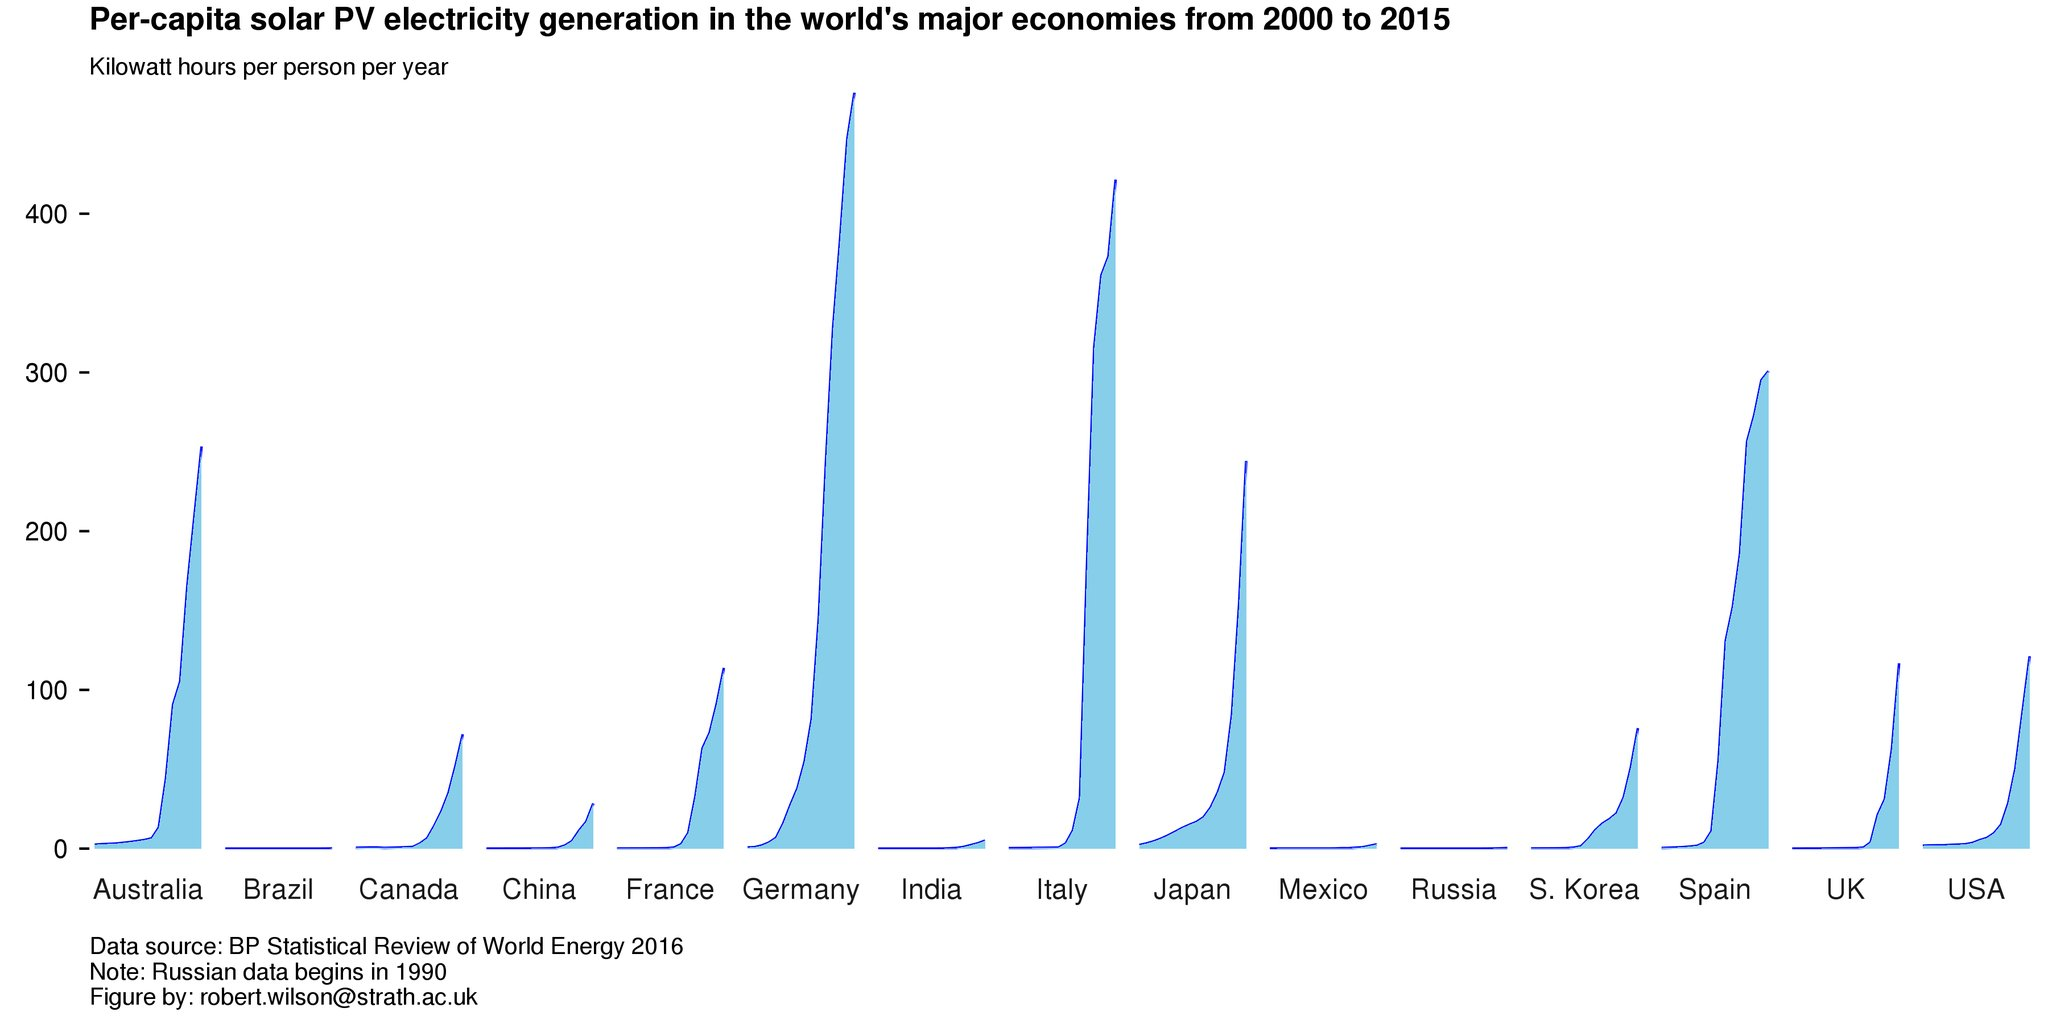 Per-capita solar PV electricity generation in the world's major economies from 2000 to 2015
Kilowatt hours per person per year
400
300
200
100
0
Australia Brazil Canada China France Germany India Italy Japan Mexico Russia S. Korea Spain UK USA
Data source: BP Statistical Review of World Energy 2016
Note: Russian data begins in 1990
Figure by: robert.wilson@strath.ac.uk